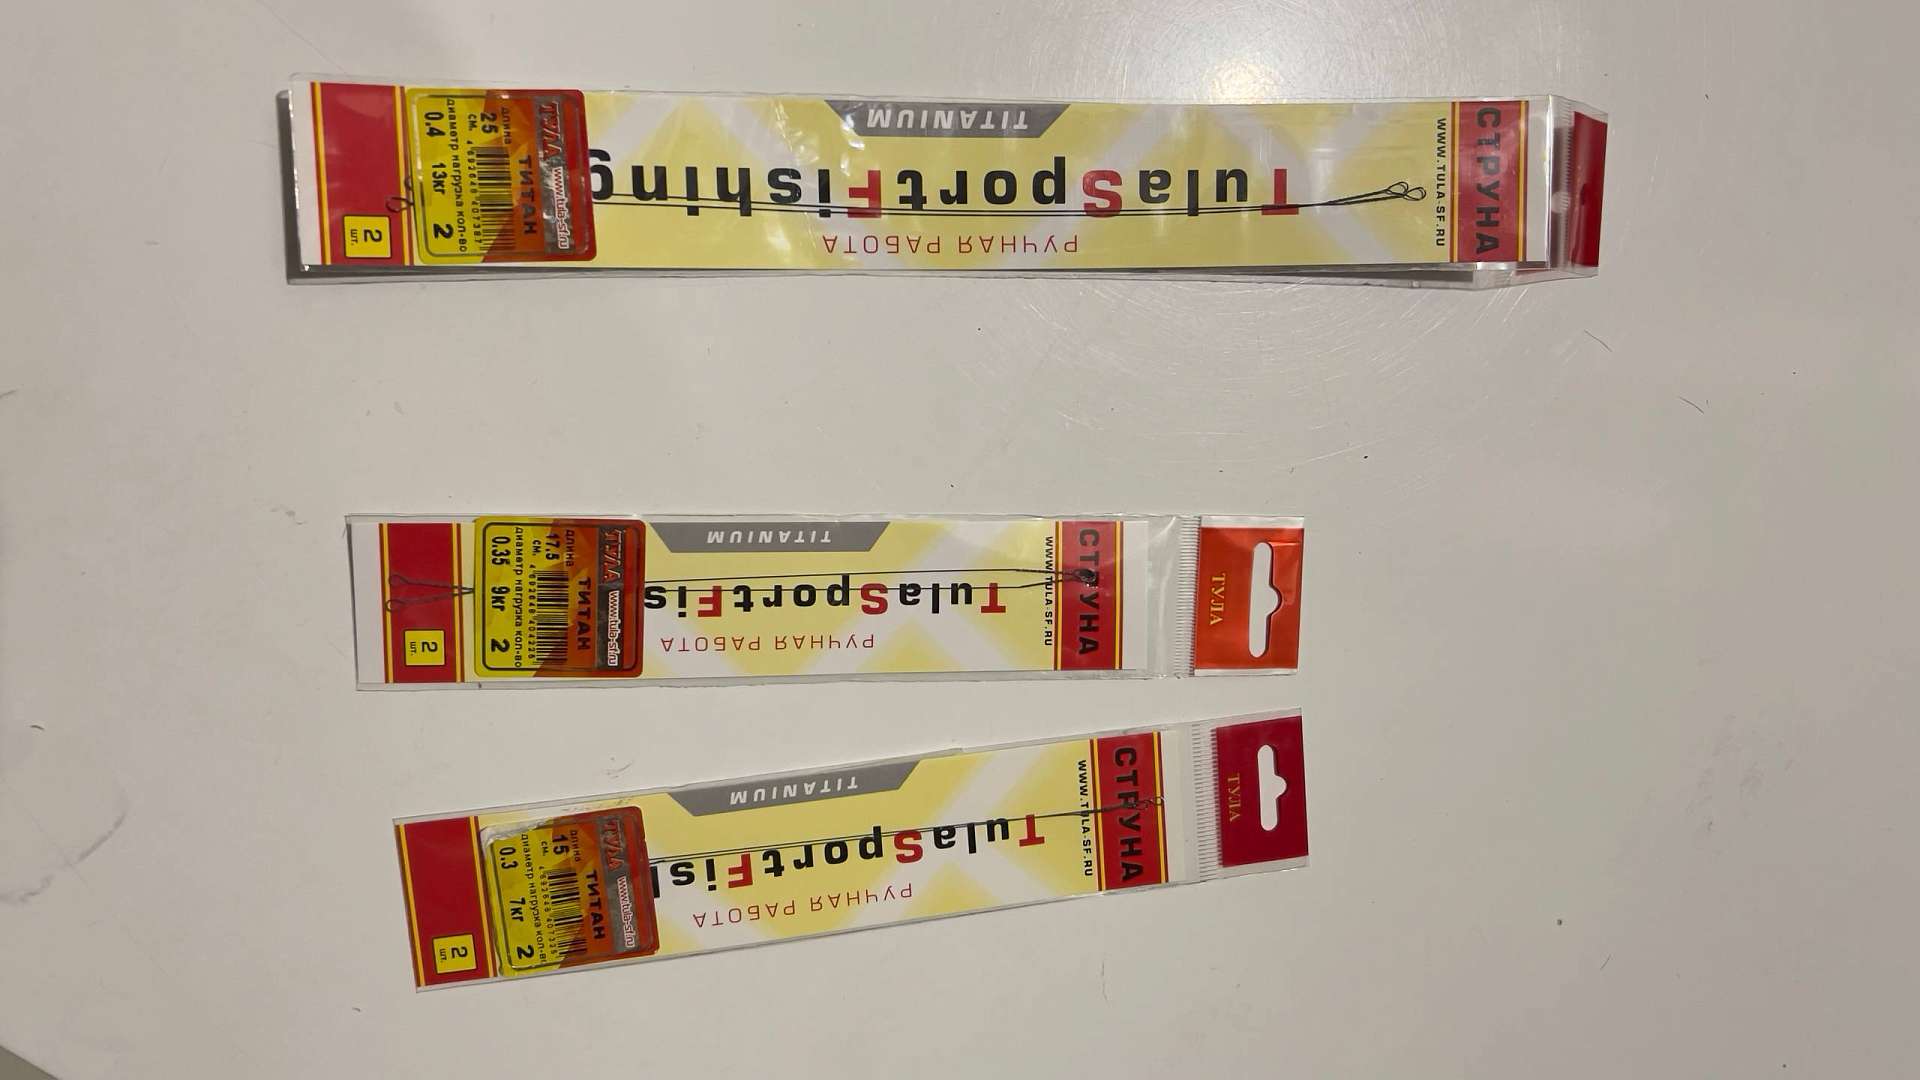 СТРУНА
WWW.TULA-SF.RU
TITANIUM
TulaSportFishing
РУЧНАЯ РАБОТА
ТУЛА
www.tula-sf.ru
ТИТАН
длина
25
см.
4692646407387
диаметр нагрузка кол-во
0.4 13кг 2
2
шт.
ТУЛА
СТРУНА
WWW.TULA-SF.RU
TITANIUM
TulaSportFis
РУЧНАЯ РАБОТА
ТУЛА
www.tula-sf.ru
ТИТАН
длина
17.5
см.
диаметр нагрузка кол-во
0.35 9кг 2
2
шт.
ТУЛА
СТРУНА
WWW.TULA-SF.RU
TITANIUM
TulaSportFis
РУЧНАЯ РАБОТА
ТУЛА
www.tula-sf.ru
ТИТАН
длина
15
см.
диаметр нагрузка кол-во
0.3 7кг 2
2
шт.